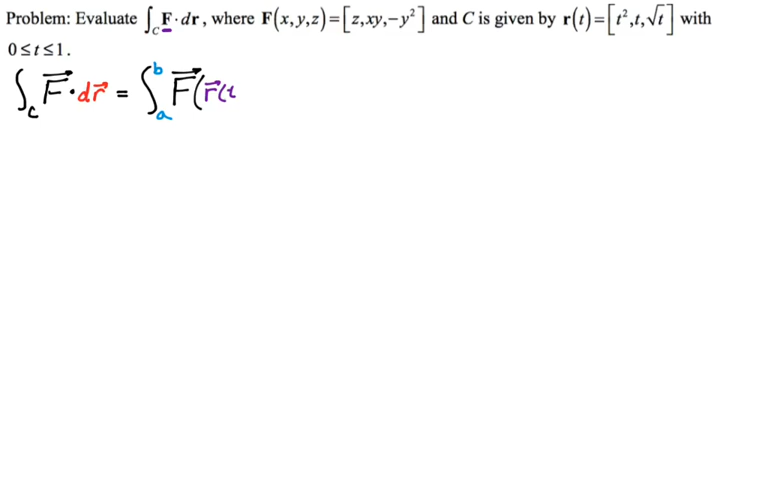 Problem: Evaluate ∫_C F·dr, where F(x,y,z)=[z,xy,−y²] and C is given by r(t)=[t²,t,√t] with
0≤t≤1.
∫_C F⃗·dr⃗ = ∫_a^b F⃗(r⃗(t